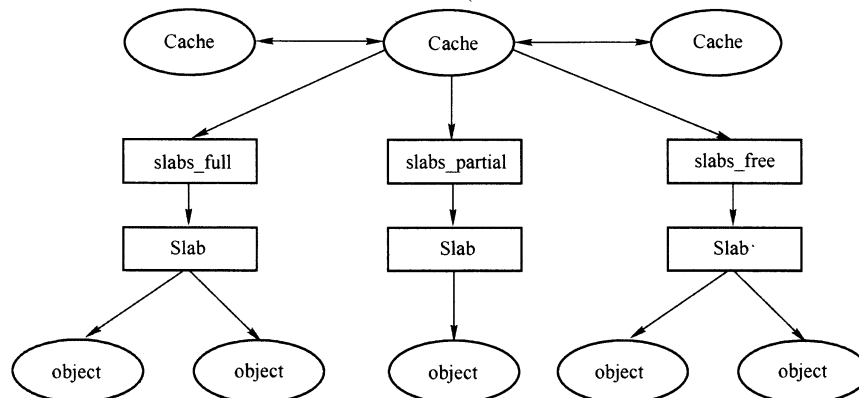 Cache Cache Cache
slabs_full slabs_partial slabs_free
Slab Slab Slab
object object object object object